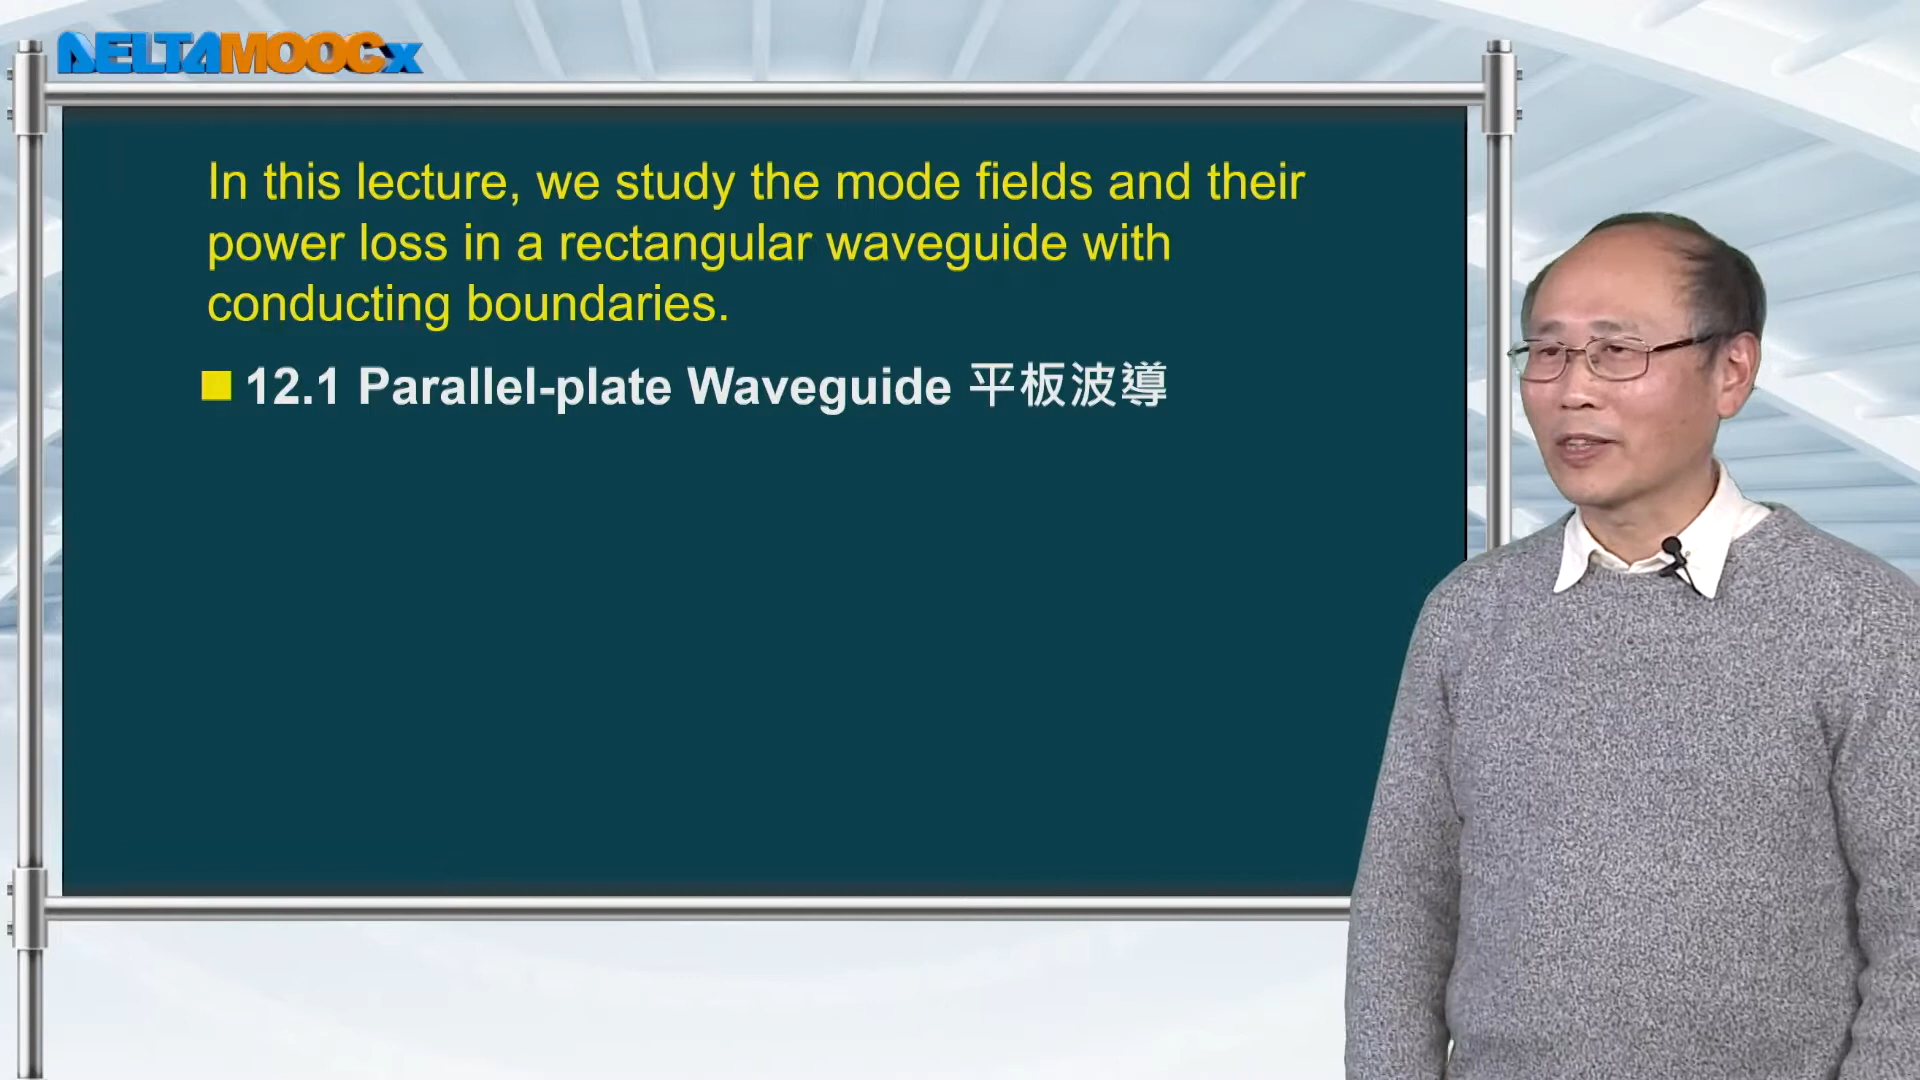 DELTAMOOCx
In this lecture, we study the mode fields and their
power loss in a rectangular waveguide with
conducting boundaries.
12.1 Parallel-plate Waveguide 平板波導